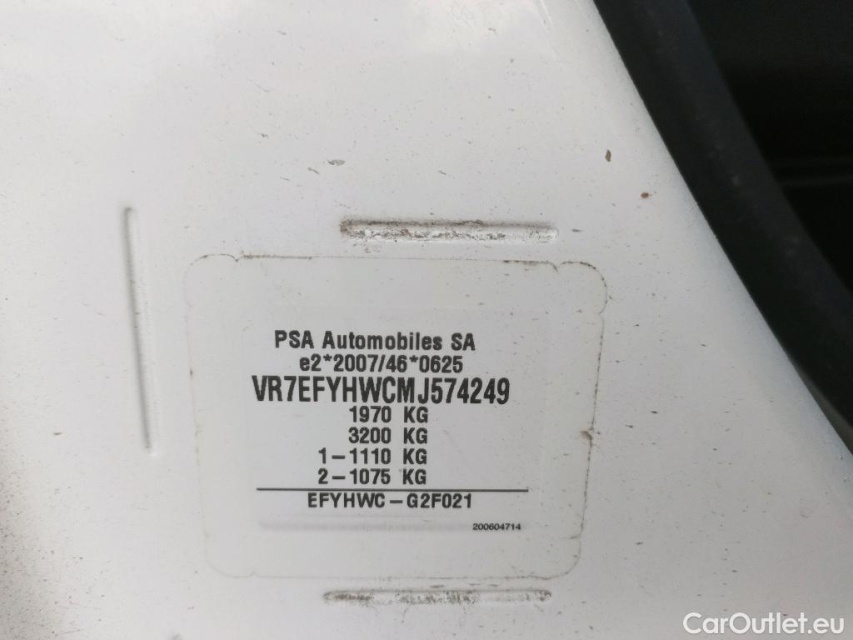 PSA Automobiles SA
e2*2007/46*0625
VR7EFYHWCMJ574249
1970 KG
3200 KG
1-1110 KG
2-1075 KG
EFYHWC-G2F021
200604714
CarOutlet.eu